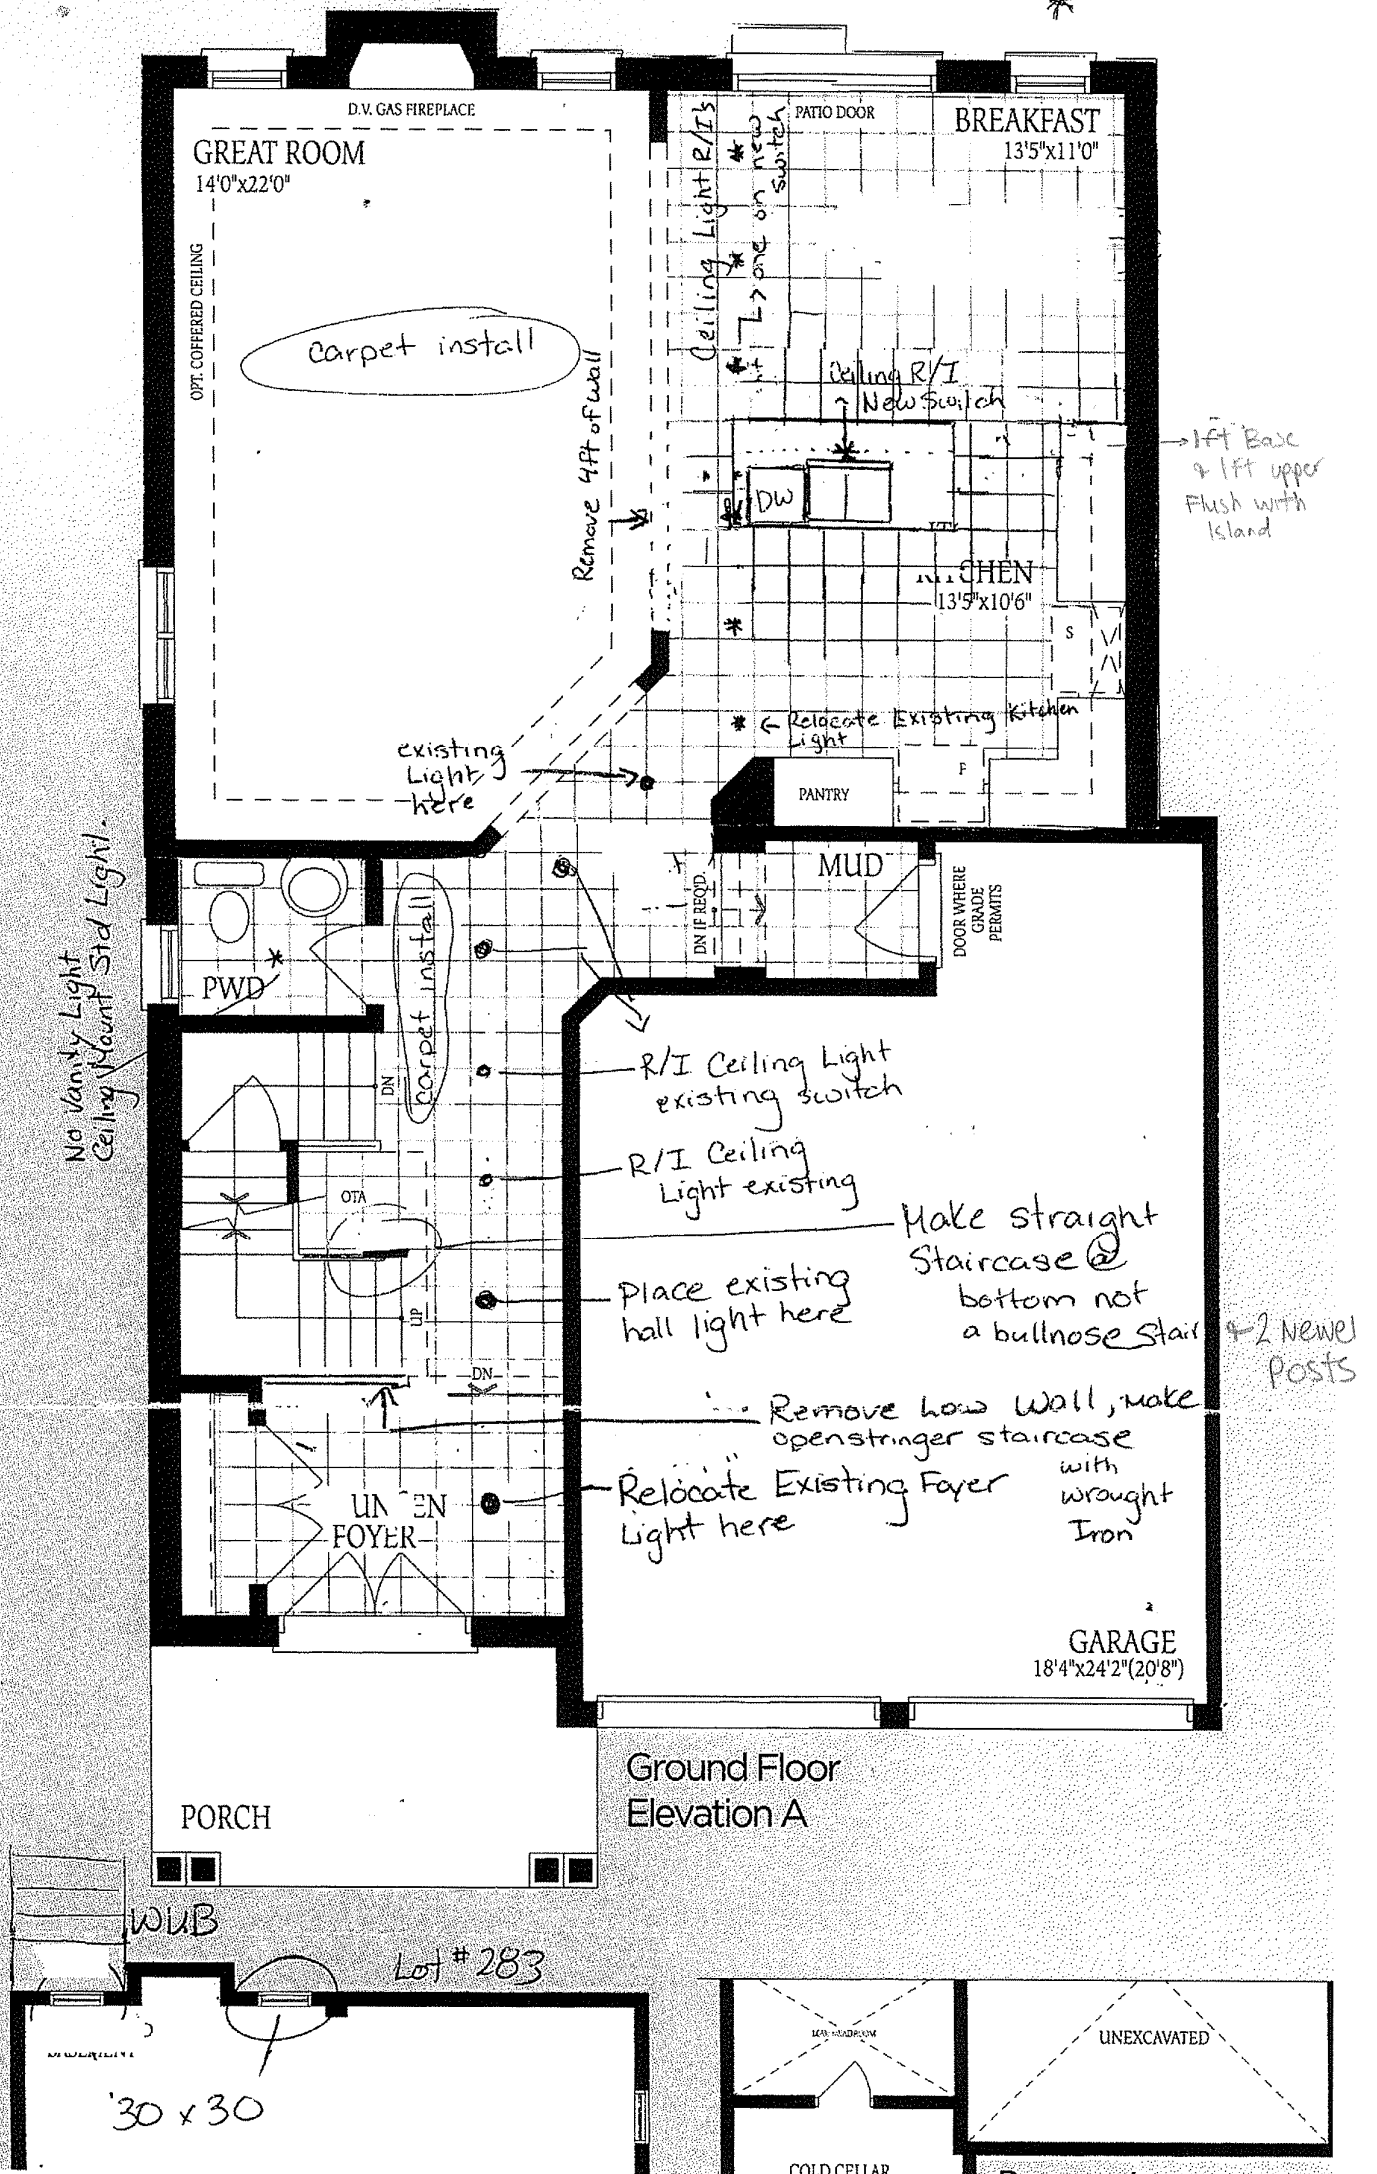 D.V. GAS FIREPLACE
GREAT ROOM
14'0"x22'0"
OPT. COFFERED CEILING
carpet install
Remove 4ft of wall
Ceiling Light R/I's
↳ one on new
switch
PATIO DOOR
BREAKFAST
13'5"x11'0"
Ceiling R/I
New Switch
→ 1ft Base
& 1ft upper
Flush with
Island
DW
13'5"x10'6"
S
← Relocate Existing Kitchen
Light
existing
Light
here
F
PANTRY
MUD
DN IF REQ'D.
DOOR WHERE
GRADE
PERMITS
PWD
No Vanity Light
Ceiling Mount Std Light.
carpet install
DN
R/I Ceiling Light
existing switch
R/I Ceiling
Light existing
OTA
Make straight
Staircase @
bottom not
a bullnose stair
& 2 Newel
Posts
Place existing
hall light here
UP
DN
Remove Low Wall, Make
openstringer staircase
with
wrought
Iron
Relocate Existing Foyer
Light here
FOYER
GARAGE
18'4"x24'2"(20'8")
Ground Floor
Elevation A
PORCH
WUB
Lot # 283
30 x 30
UNEXCAVATED
COLD CELLAR